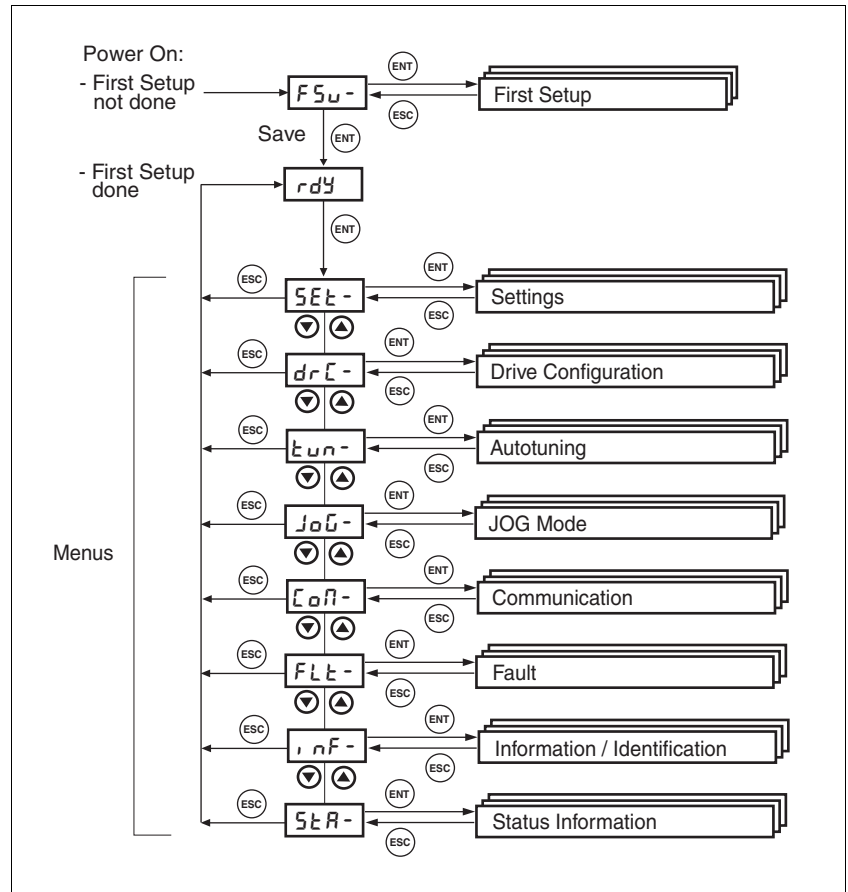 Power On:
- First Setup
not done
FSu-
ENT
ESC
First Setup
Save
ENT
- First Setup
done
rdY
ENT
Menus
ESC
SEt-
ENT
ESC
Settings
ESC
drC-
ENT
ESC
Drive Configuration
ESC
tun-
ENT
ESC
Autotuning
ESC
JoG-
ENT
ESC
JOG Mode
ESC
CoM-
ENT
ESC
Communication
ESC
FLt-
ENT
ESC
Fault
ESC
inF-
ENT
ESC
Information / Identification
ESC
StA-
ENT
ESC
Status Information